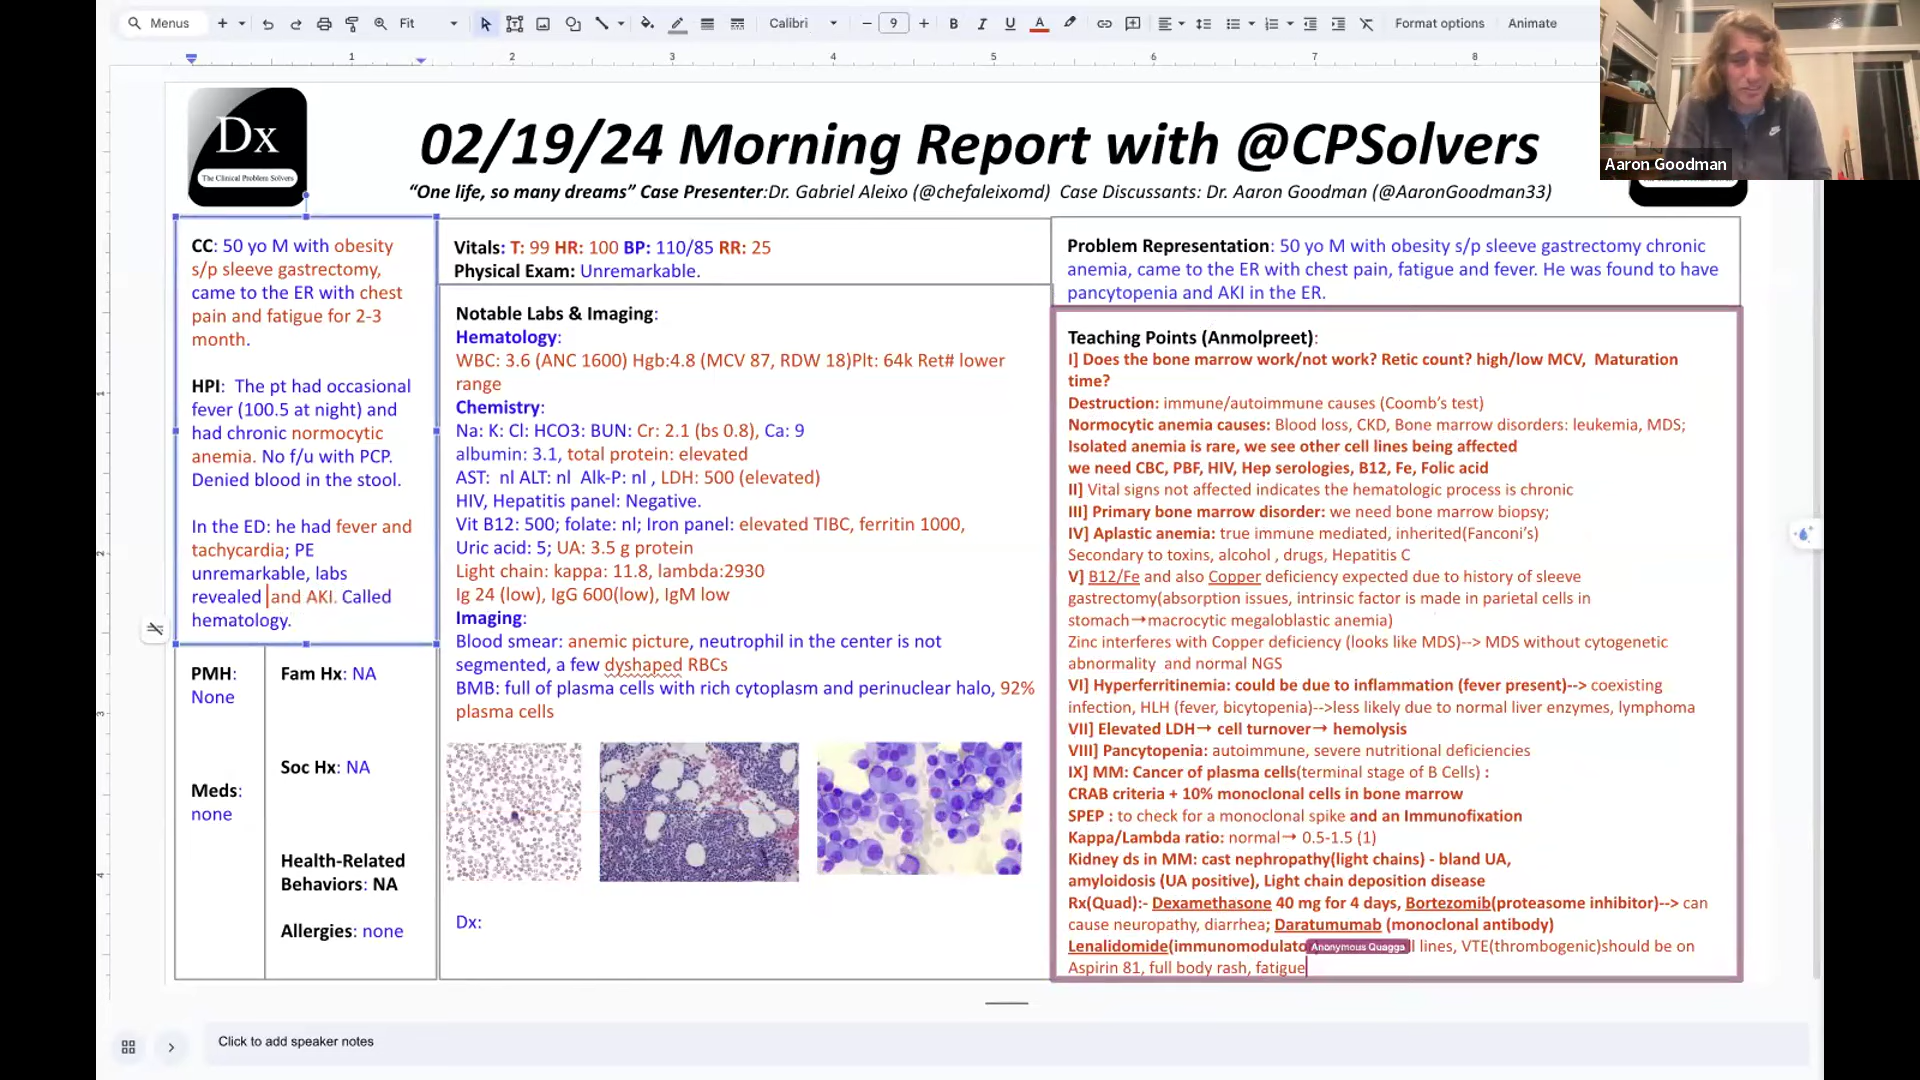 Menus
Fit
Calibri
9
B I U A
Format options
Animate
1 2 3 4 5 6 7 8
Aaron Goodman
Dx
The Clinical Problem Solvers
02/19/24 Morning Report with @CPSolvers
“One life, so many dreams” Case Presenter:Dr. Gabriel Aleixo (@chefaleixomd) Case Discussants: Dr. Aaron Goodman (@AaronGoodman33)
CC: 50 yo M with obesity
s/p sleeve gastrectomy,
came to the ER with chest
pain and fatigue for 2-3
month.
HPI: The pt had occasional
fever (100.5 at night) and
had chronic normocytic
anemia. No f/u with PCP.
Denied blood in the stool.
In the ED: he had fever and
tachycardia; PE
unremarkable, labs
revealed and AKI. Called
hematology.
PMH:
None
Meds:
none
Fam Hx: NA
Soc Hx: NA
Health-Related
Behaviors: NA
Allergies: none
Vitals: T: 99 HR: 100 BP: 110/85 RR: 25
Physical Exam: Unremarkable.
Notable Labs & Imaging:
Hematology:
WBC: 3.6 (ANC 1600) Hgb:4.8 (MCV 87, RDW 18)Plt: 64k Ret# lower
range
Chemistry:
Na: K: Cl: HCO3: BUN: Cr: 2.1 (bs 0.8), Ca: 9
albumin: 3.1, total protein: elevated
AST: nl ALT: nl Alk-P: nl , LDH: 500 (elevated)
HIV, Hepatitis panel: Negative.
Vit B12: 500; folate: nl; Iron panel: elevated TIBC, ferritin 1000,
Uric acid: 5; UA: 3.5 g protein
Light chain: kappa: 11.8, lambda:2930
Ig 24 (low), IgG 600(low), IgM low
Imaging:
Blood smear: anemic picture, neutrophil in the center is not
segmented, a few dyshaped RBCs
BMB: full of plasma cells with rich cytoplasm and perinuclear halo, 92%
plasma cells
Dx:
Problem Representation: 50 yo M with obesity s/p sleeve gastrectomy chronic
anemia, came to the ER with chest pain, fatigue and fever. He was found to have
pancytopenia and AKI in the ER.
Teaching Points (Anmolpreet):
I] Does the bone marrow work/not work? Retic count? high/low MCV, Maturation
time?
Destruction: immune/autoimmune causes (Coomb’s test)
Normocytic anemia causes: Blood loss, CKD, Bone marrow disorders: leukemia, MDS;
Isolated anemia is rare, we see other cell lines being affected
we need CBC, PBF, HIV, Hep serologies, B12, Fe, Folic acid
II] Vital signs not affected indicates the hematologic process is chronic
III] Primary bone marrow disorder: we need bone marrow biopsy;
IV] Aplastic anemia: true immune mediated, inherited(Fanconi’s)
Secondary to toxins, alcohol , drugs, Hepatitis C
V] B12/Fe and also Copper deficiency expected due to history of sleeve
gastrectomy(absorption issues, intrinsic factor is made in parietal cells in
stomach→macrocytic megaloblastic anemia)
Zinc interferes with Copper deficiency (looks like MDS)--> MDS without cytogenetic
abnormality and normal NGS
VI] Hyperferritinemia: could be due to inflammation (fever present)--> coexisting
infection, HLH (fever, bicytopenia)-->less likely due to normal liver enzymes, lymphoma
VII] Elevated LDH→ cell turnover→ hemolysis
VIII] Pancytopenia: autoimmune, severe nutritional deficiencies
IX] MM: Cancer of plasma cells(terminal stage of B Cells) :
CRAB criteria + 10% monoclonal cells in bone marrow
SPEP : to check for a monoclonal spike and an Immunofixation
Kappa/Lambda ratio: normal→ 0.5-1.5 (1)
Kidney ds in MM: cast nephropathy(light chains) - bland UA,
amyloidosis (UA positive), Light chain deposition disease
Rx(Quad):- Dexamethasone 40 mg for 4 days, Bortezomib(proteasome inhibitor)--> can
cause neuropathy, diarrhea; Daratumumab (monoclonal antibody)
Lenalidomide(immunomodulato Anonymous Quagga ll lines, VTE(thrombogenic)should be on
Aspirin 81, full body rash, fatigue
Click to add speaker notes